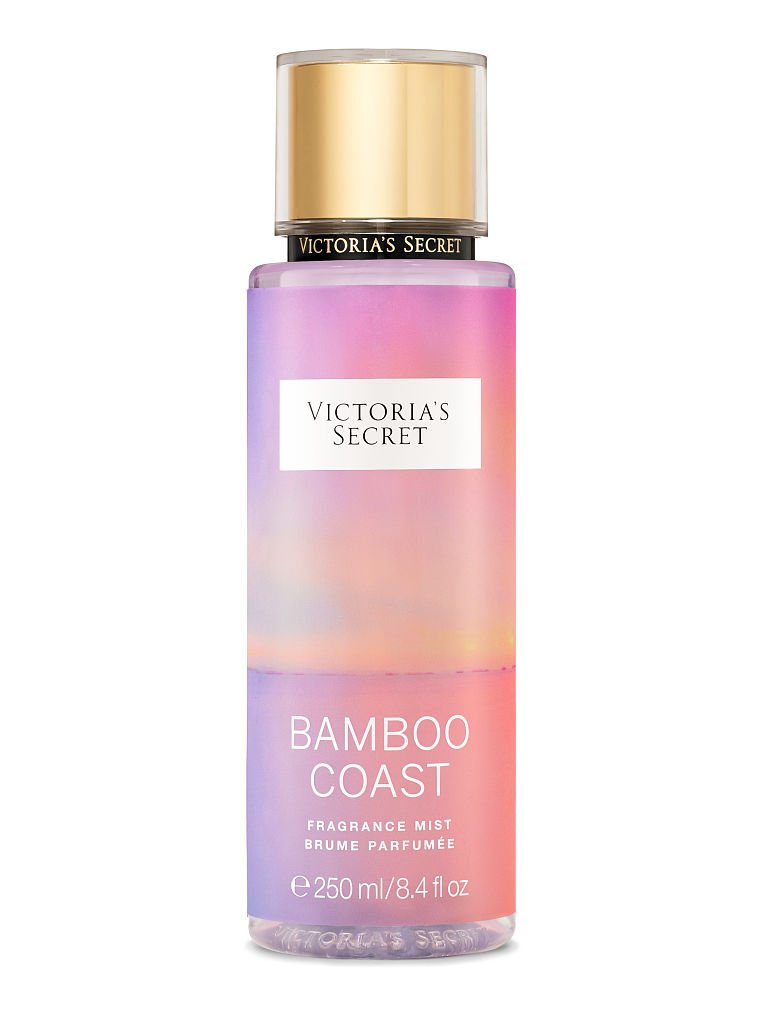 VICTORIA'S SECRET
VICTORIA'S
SECRET
BAMBOO
COAST
FRAGRANCE MIST
BRUME PARFUMÉE
℮ 250 ml/8.4 fl oz
VICTORIA'S SECRET